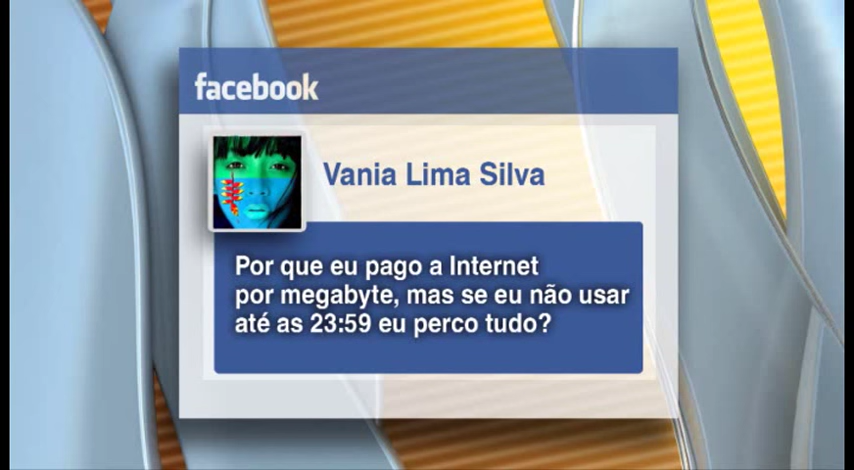 facebook
Vania Lima Silva
Por que eu pago a Internet
por megabyte, mas se eu não usar
até as 23:59 eu perco tudo?